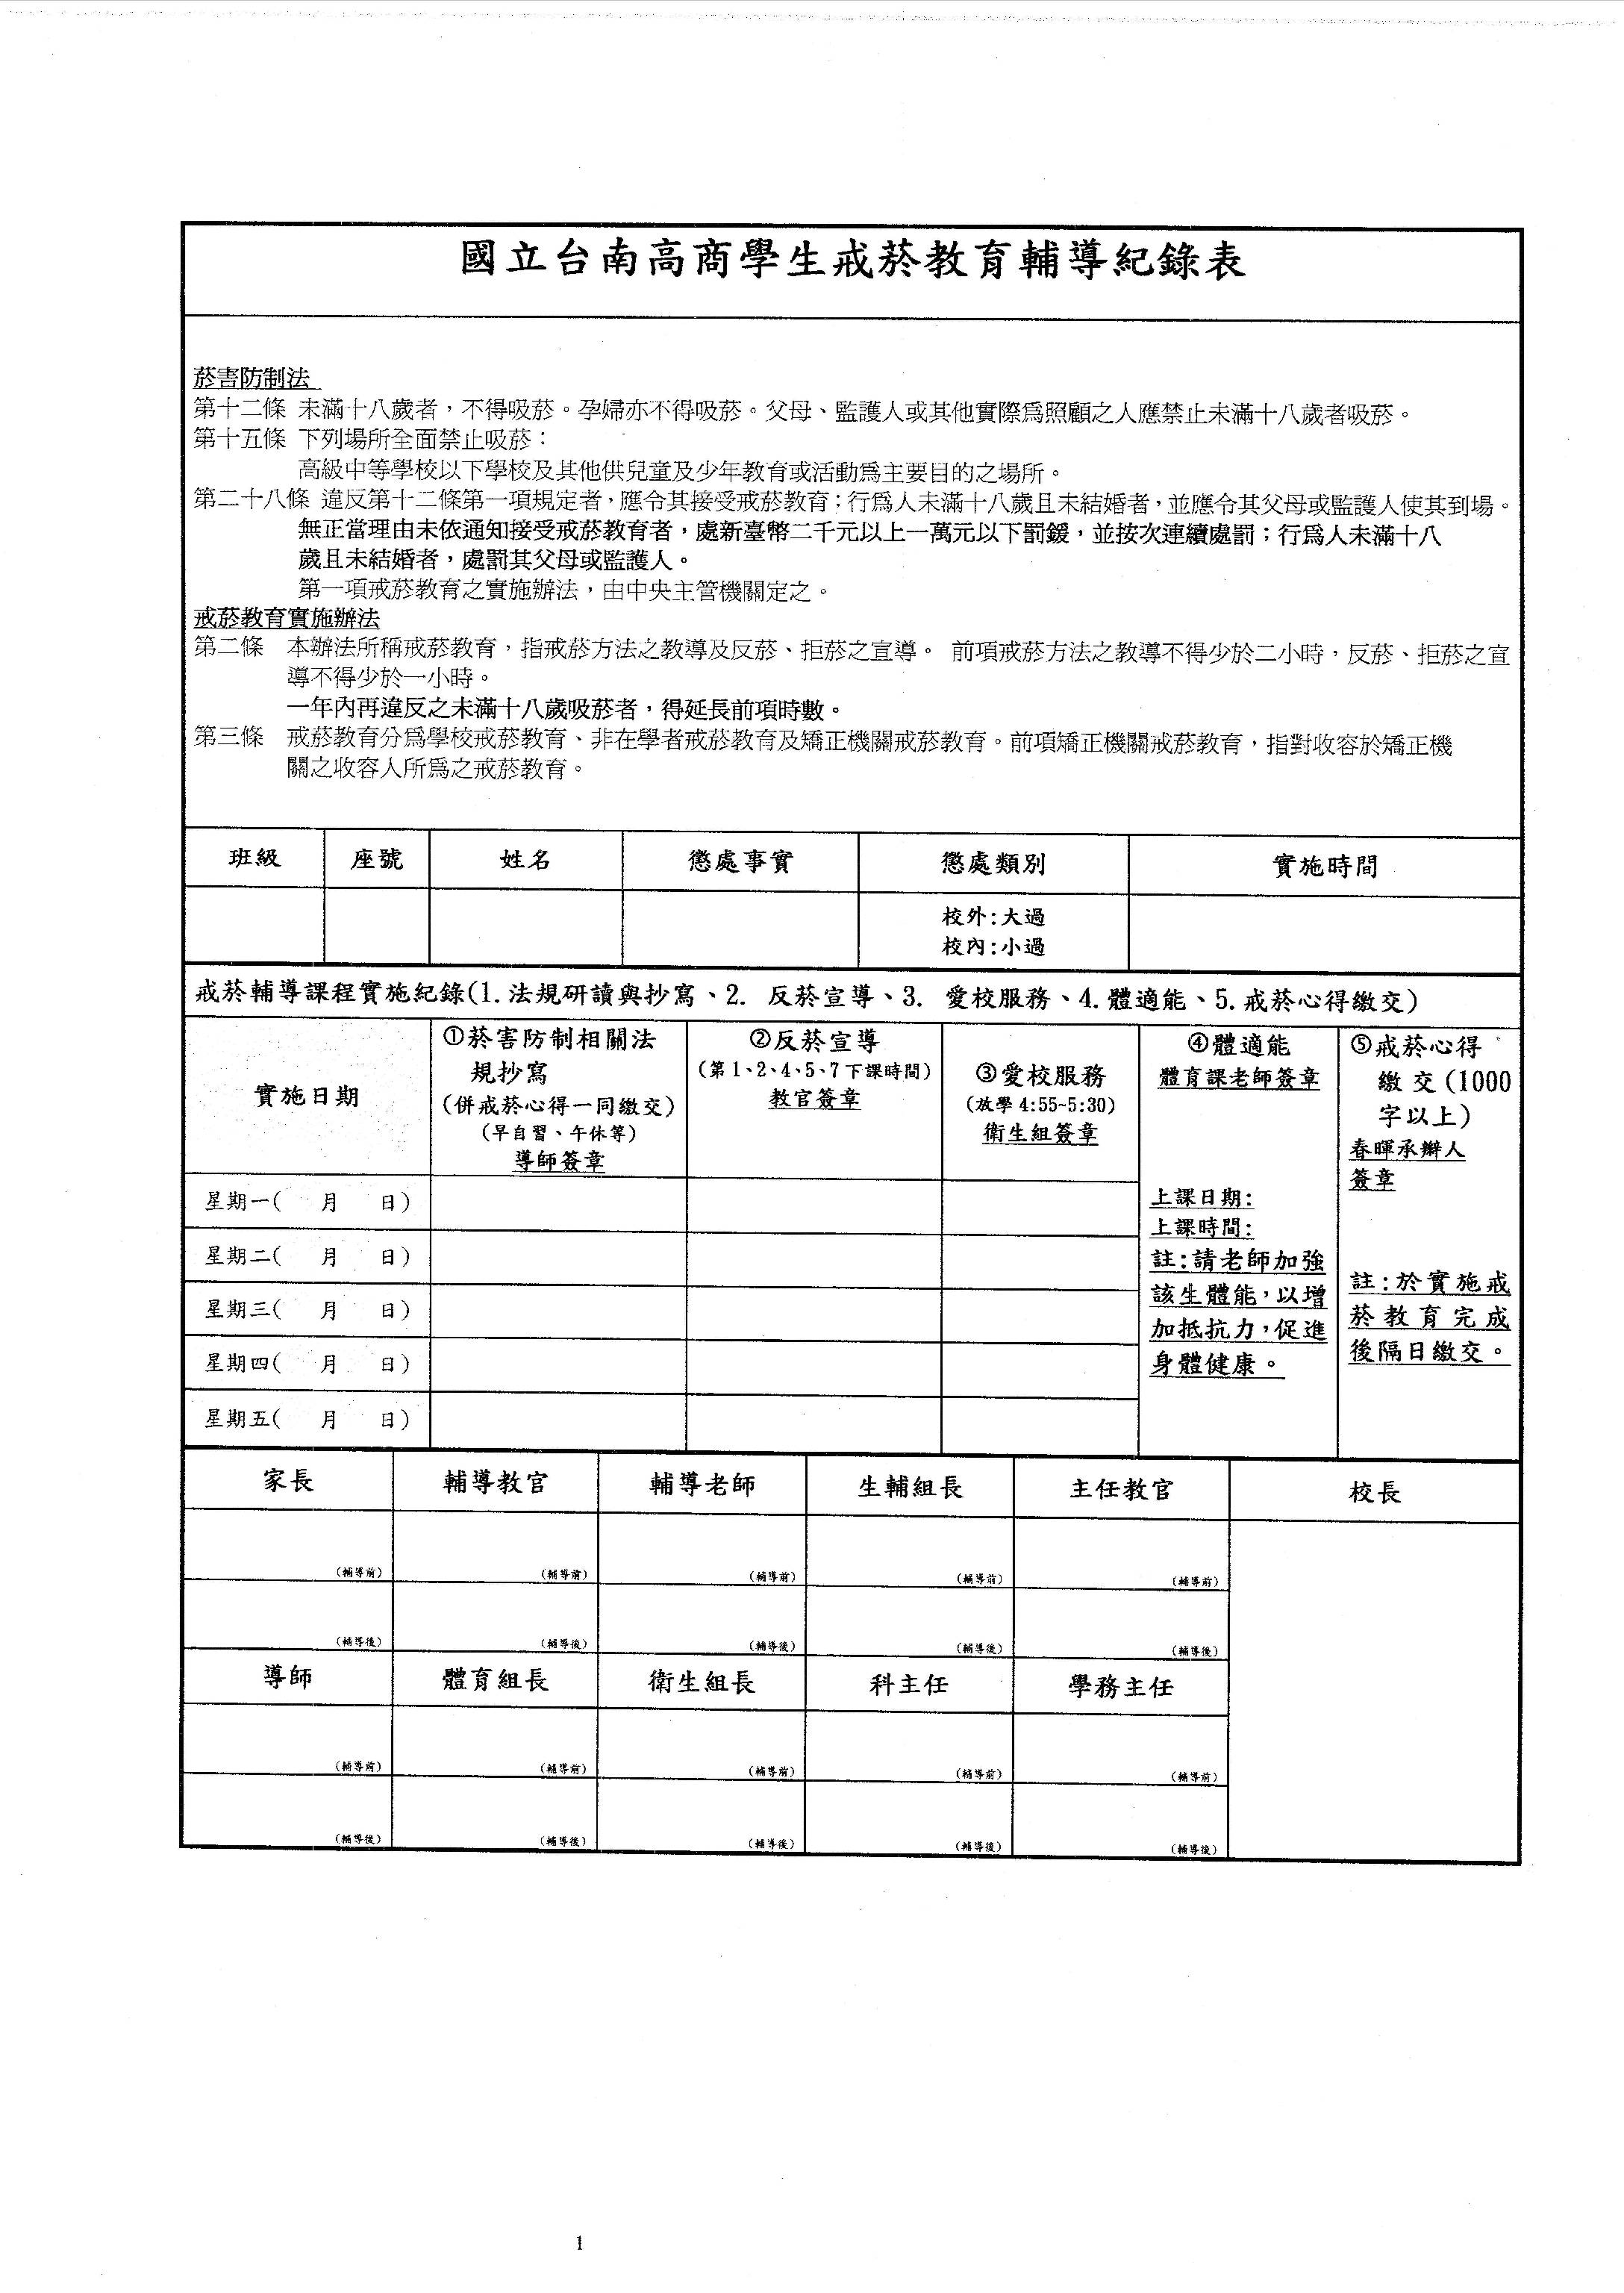 國立台南高商學生戒菸教育輔導紀錄表
菸害防制法
第十二條 未滿十八歲者，不得吸菸。孕婦亦不得吸菸。父母、監護人或其他實際為照顧之人應禁止未滿十八歲者吸菸。
第十五條 下列場所全面禁止吸菸：
高級中等學校以下學校及其他供兒童及少年教育或活動為主要目的之場所。
第二十八條 違反第十二條第一項規定者，應令其接受戒菸教育；行為人未滿十八歲且未結婚者，並應令其父母或監護人使其到場。
無正當理由未依通知接受戒菸教育者，處新臺幣二千元以上一萬元以下罰鍰，並按次連續處罰；行為人未滿十八
歲且未結婚者，處罰其父母或監護人。
第一項戒菸教育之實施辦法，由中央主管機關定之。
戒菸教育實施辦法
第二條 本辦法所稱戒菸教育，指戒菸方法之教導及反菸、拒菸之宣導。 前項戒菸方法之教導不得少於二小時，反菸、拒菸之宣
導不得少於一小時。
一年內再違反之未滿十八歲吸菸者，得延長前項時數。
第三條 戒菸教育分為學校戒菸教育、非在學者戒菸教育及矯正機關戒菸教育。前項矯正機關戒菸教育，指對收容於矯正機
關之收容人所為之戒菸教育。
班級 座號 姓名 懲處事實 懲處類別 實施時間
校外:大過
校內:小過
戒菸輔導課程實施紀錄(1.法規研讀與抄寫、2. 反菸宣導、3. 愛校服務、4.體適能、5.戒菸心得繳交)
實施日期
①菸害防制相關法
規抄寫
(併戒菸心得一同繳交)
(早自習、午休等)
導師簽章
②反菸宣導
(第1、2、4、5、7下課時間)
教官簽章
③愛校服務
(放學4:55~5:30)
衛生組簽章
④體適能
體育課老師簽章
⑤戒菸心得
繳交(1000
字以上)
春暉承辦人
簽章
星期一( 月 日)
星期二( 月 日)
星期三( 月 日)
星期四( 月 日)
星期五( 月 日)
上課日期:
上課時間:
註:請老師加強
該生體能，以增
加抵抗力，促進
身體健康。
註:於實施戒
菸教育完成
後隔日繳交。
家長 輔導教官 輔導老師 生輔組長 主任教官 校長
(輔導前) (輔導前) (輔導前) (輔導前) (輔導前)
(輔導後) (輔導後) (輔導後) (輔導後) (輔導後)
導師 體育組長 衛生組長 科主任 學務主任
(輔導前) (輔導前) (輔導前) (輔導前) (輔導前)
(輔導後) (輔導後) (輔導後) (輔導後) (輔導後)
1